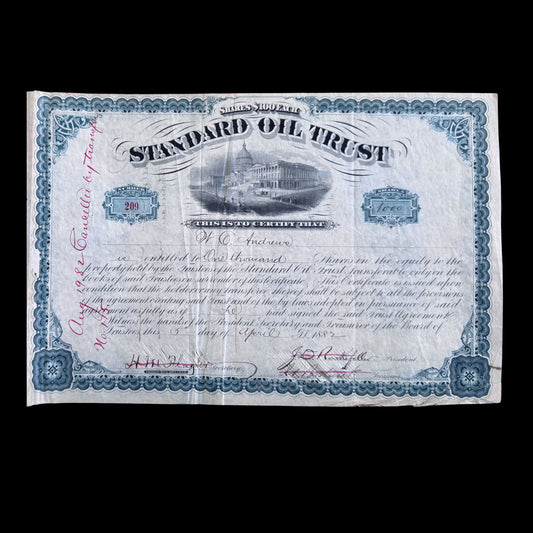 SHARES $100 EACH
STANDARD OIL TRUST
NUMBER
209
SHARES
1000
THIS IS TO CERTIFY THAT
W C Andrews
is entitled to One thousand Shares in the equity to the
property held by the Trustees of the Standard Oil Trust transferable only on the
books of said Trustees on surrender of this Certificate. This Certificate is issued upon
condition that the holder or any transferee thereof shall be subject to all the provisions
of the agreement creating said Trust and of the by-laws adopted in pursuance of said
agreement as fully as if he had signed the said Trust Agreement
Witness the hands of the President Secretary and Treasurer of the Board of
Trustees this 5 day of April 1882
H M Flagler Secretary
J D Rockefeller President
Treasurer
Aug 1982 Cancelled by transfer